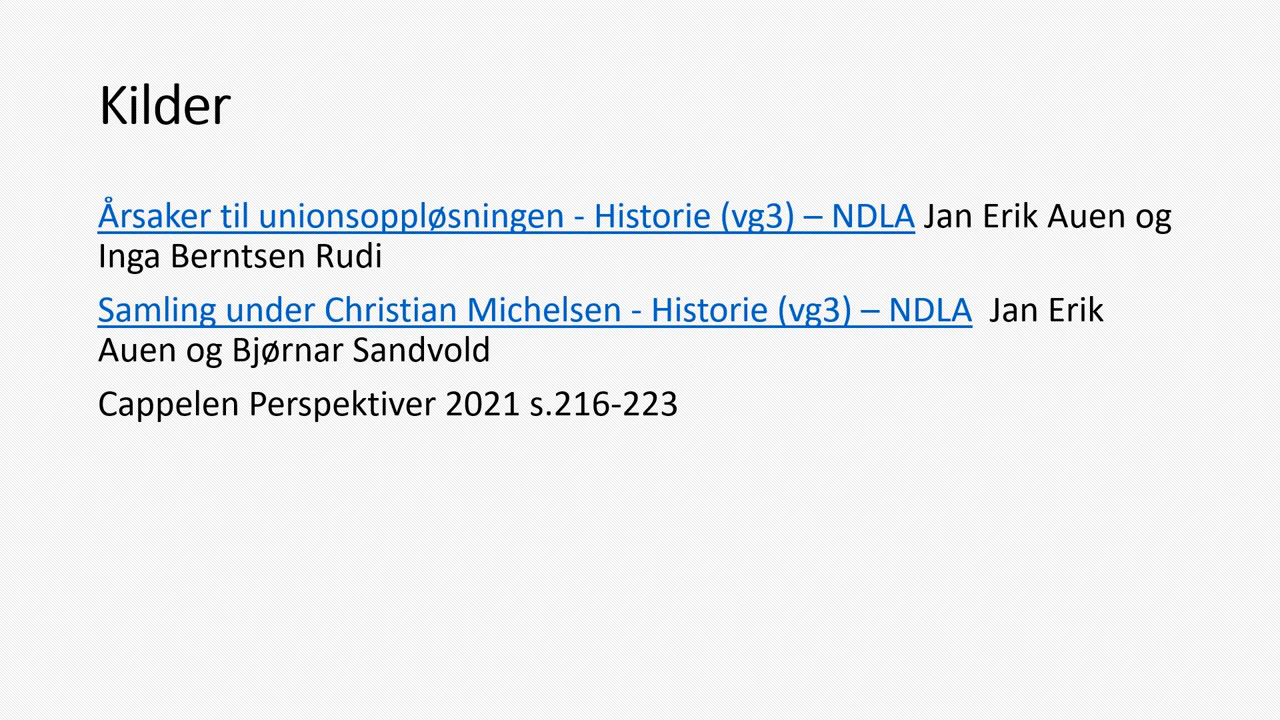 Kilder
Årsaker til unionsoppløsningen - Historie (vg3) – NDLA Jan Erik Auen og
Inga Berntsen Rudi
Samling under Christian Michelsen - Historie (vg3) – NDLA  Jan Erik
Auen og Bjørnar Sandvold
Cappelen Perspektiver 2021 s.216-223